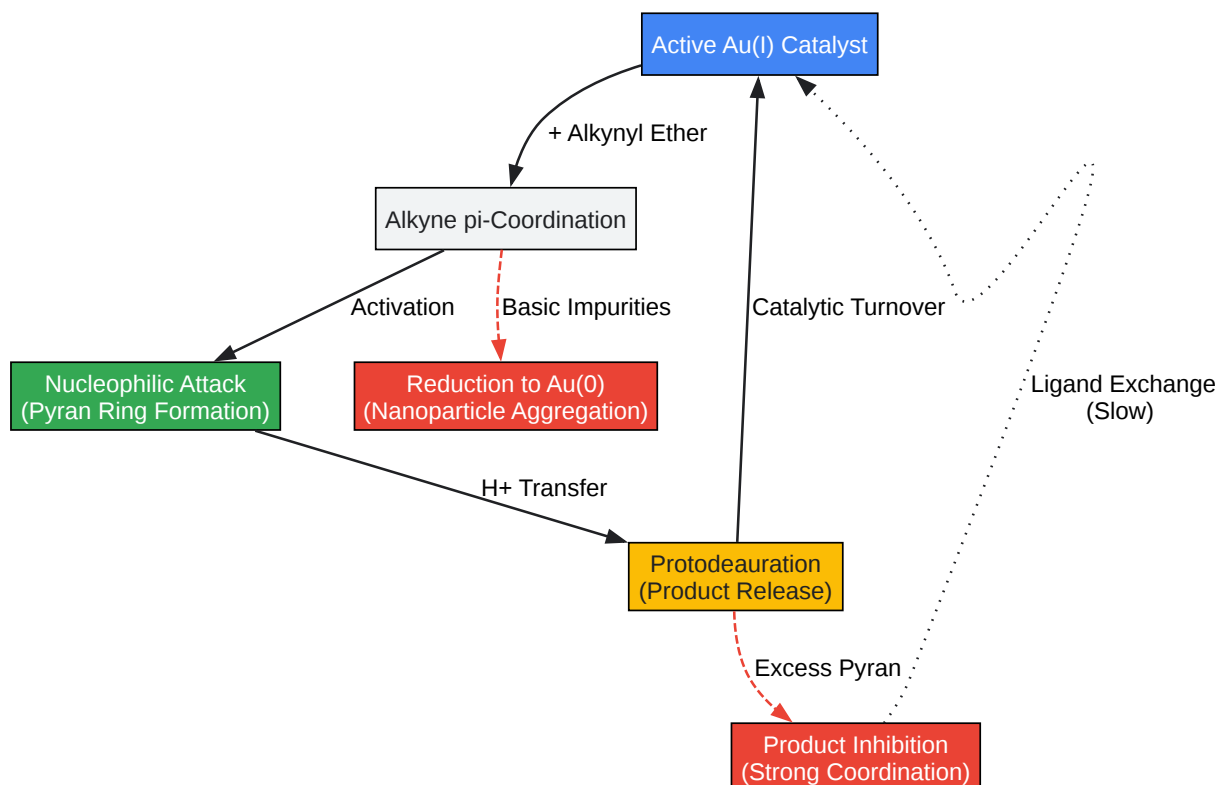 Active Au(I) Catalyst
+ Alkynyl Ether
Alkyne pi-Coordination
Activation
Basic Impurities
Catalytic Turnover
Nucleophilic Attack
(Pyran Ring Formation)
Reduction to Au(0)
(Nanoparticle Aggregation)
Ligand Exchange
(Slow)
H+ Transfer
Protodeauration
(Product Release)
Excess Pyran
Product Inhibition
(Strong Coordination)